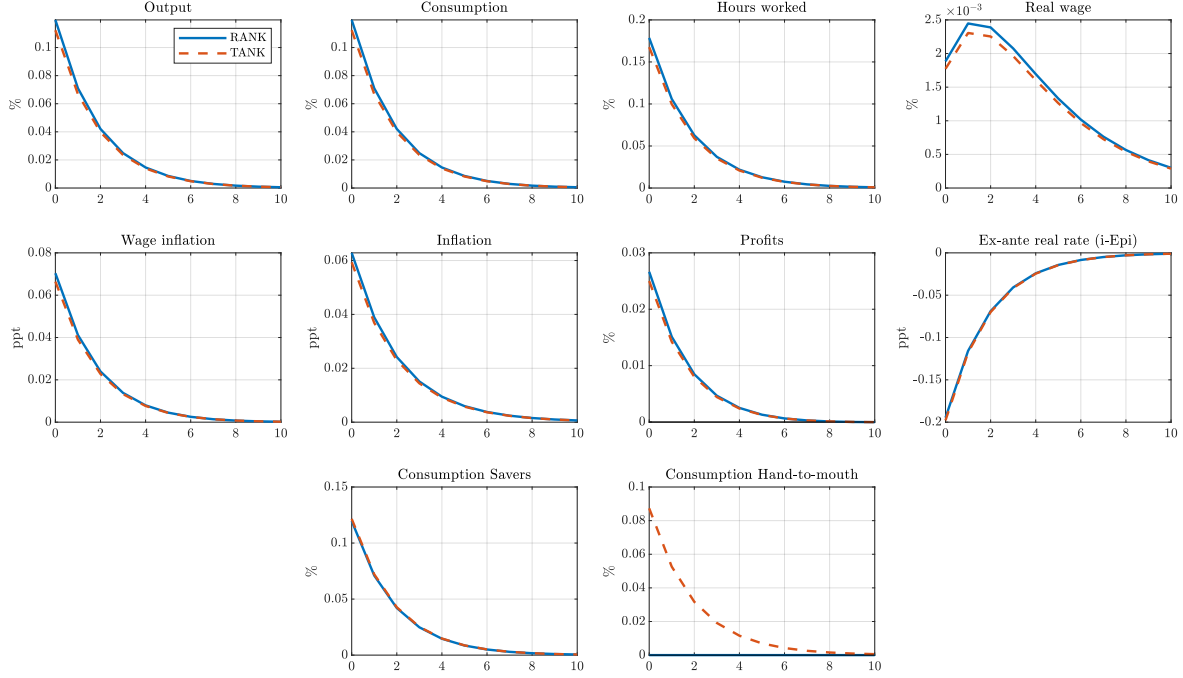 Output
Consumption
Hours worked
Real wage
×10⁻³
RANK
TANK
%
0.1
0.08
0.06
0.04
0.02
0
0 2 4 6 8 10
%
0.1
0.08
0.06
0.04
0.02
0
0 2 4 6 8 10
%
0.2
0.15
0.1
0.05
0
0 2 4 6 8 10
%
2.5
2
1.5
1
0.5
0
0 2 4 6 8 10
Wage inflation
Inflation
Profits
Ex-ante real rate (i-Epi)
ppt
0.08
0.06
0.04
0.02
0
0 2 4 6 8 10
ppt
0.06
0.04
0.02
0
0 2 4 6 8 10
%
0.03
0.02
0.01
0
0 2 4 6 8 10
ppt
0
-0.05
-0.1
-0.15
-0.2
0 2 4 6 8 10
Consumption Savers
Consumption Hand-to-mouth
%
0.15
0.1
0.05
0
0 2 4 6 8 10
%
0.1
0.08
0.06
0.04
0.02
0
0 2 4 6 8 10